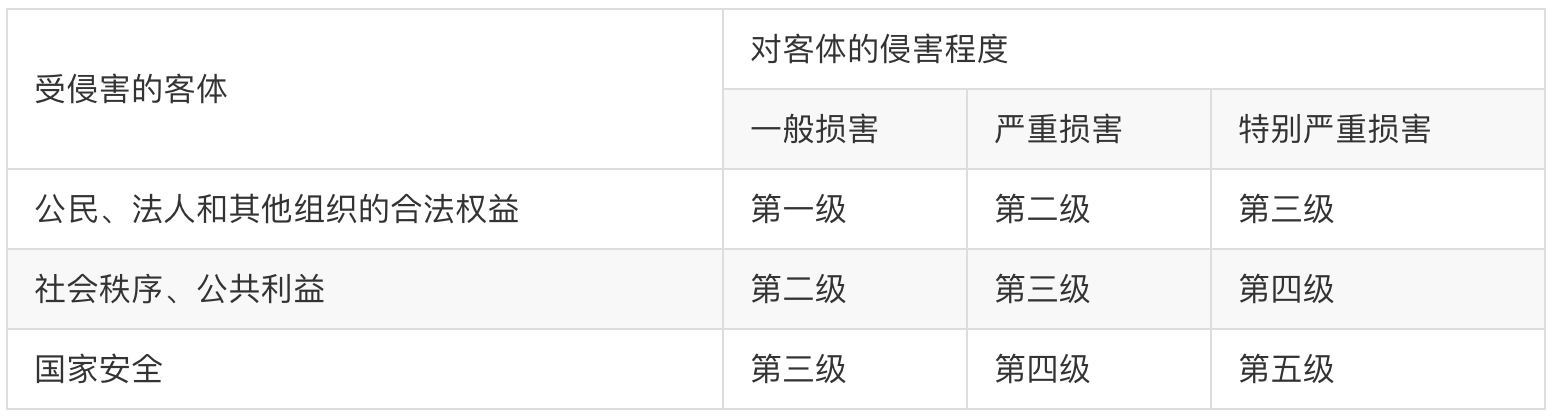 受侵害的客体
对客体的侵害程度
一般损害
严重损害
特别严重损害
公民、法人和其他组织的合法权益
第一级
第二级
第三级
社会秩序、公共利益
第二级
第三级
第四级
国家安全
第三级
第四级
第五级